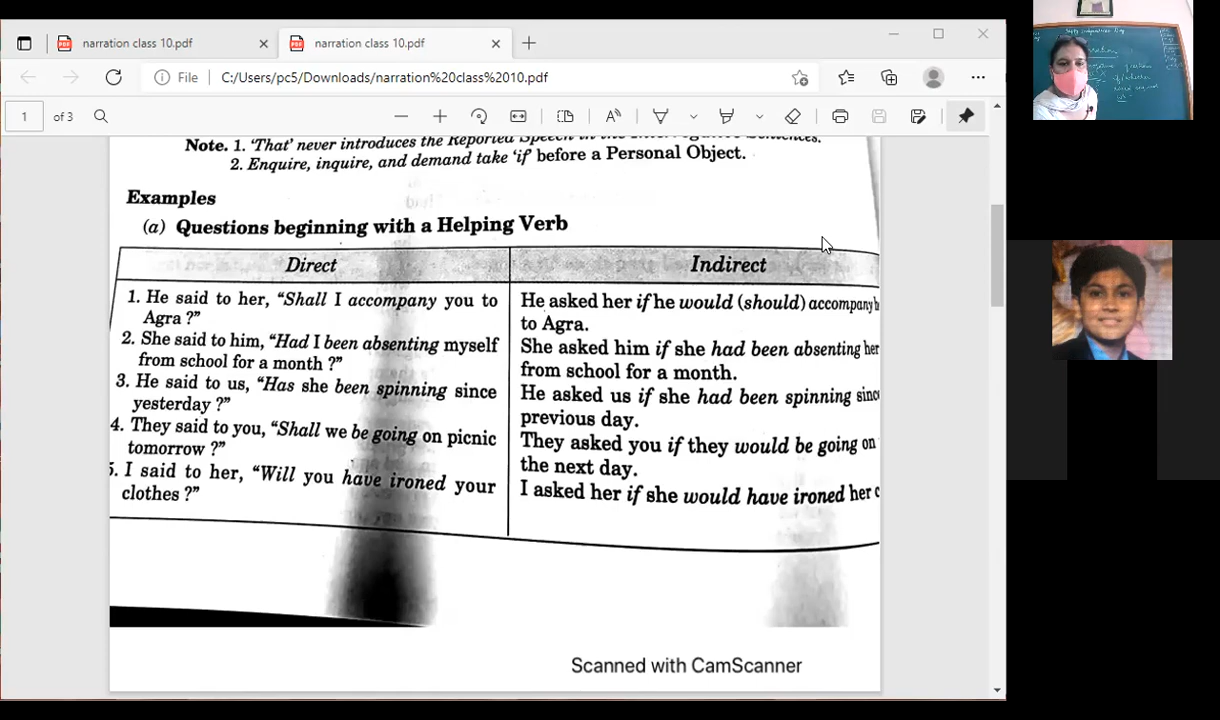 narration class 10.pdf
narration class 10.pdf
File
C:/Users/pc5/Downloads/narration%20class%2010.pdf
1 of 3
Note. 1. 'That' never introduces the Reported Speech in the Interrogative Sentences.
2. Enquire, inquire, and demand take 'if' before a Personal Object.
Examples
(a) Questions beginning with a Helping Verb
Direct
1. He said to her, "Shall I accompany you to
Agra ?"
2. She said to him, "Had I been absenting myself
from school for a month ?"
3. He said to us, "Has she been spinning since
yesterday ?"
4. They said to you, "Shall we be going on picnic
tomorrow ?"
5. I said to her, "Will you have ironed your
clothes ?"
Indirect
He asked her if he would (should) accompany
to Agra.
She asked him if she had been absenting her
from school for a month.
He asked us if she had been spinning sinc
previous day.
They asked you if they would be going on
the next day.
I asked her if she would have ironed her c
Scanned with CamScanner